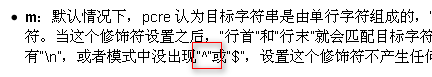 • m：默认情况下，pcre 认为目标字符串是由单行字符组成的，"
符。当这个修饰符设置之后，"行首"和"行末"就会匹配目标字符
有"\n"，或者模式中没出现"^"或"$"，设置这个修饰符不产生任何